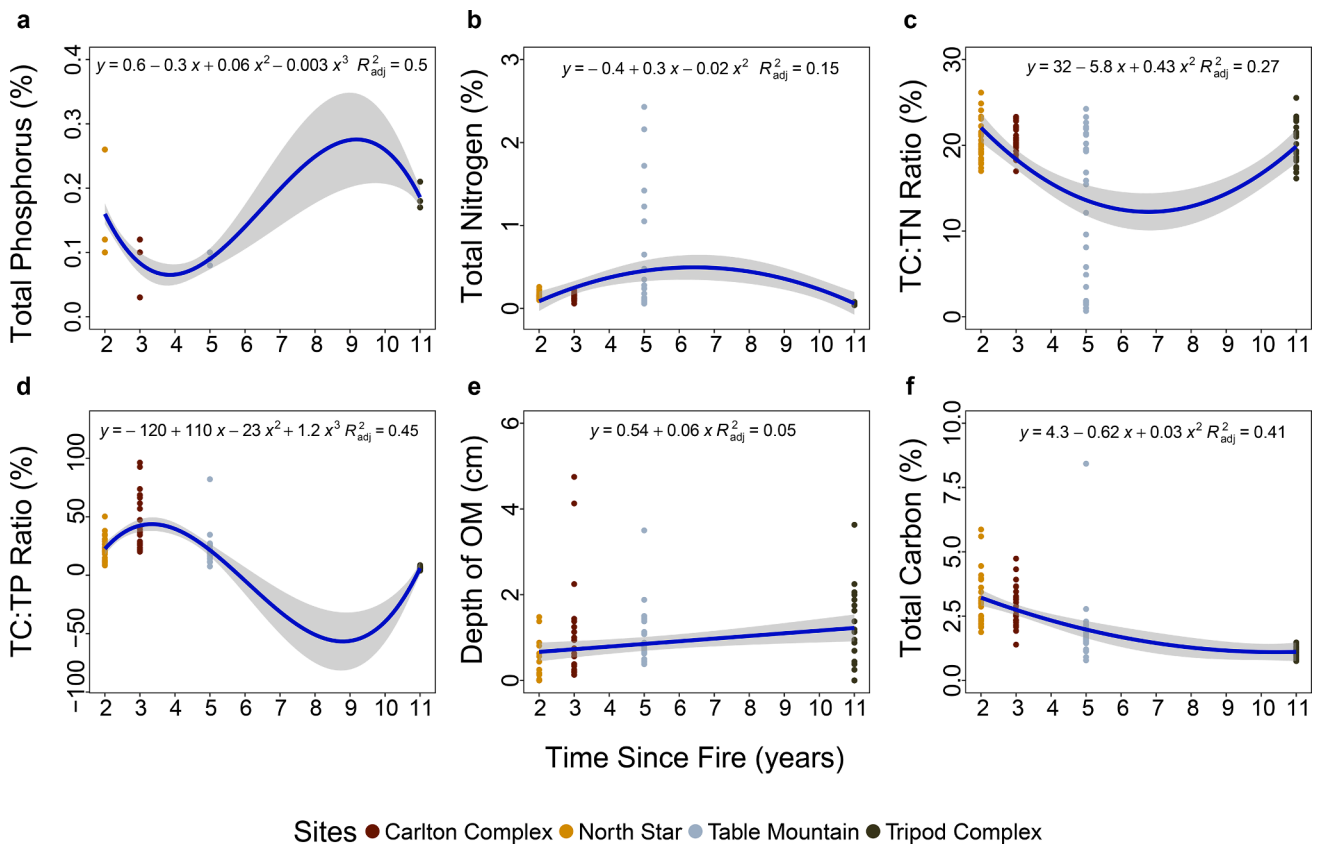 a
y = 0.6 − 0.3 x + 0.06 x² − 0.003 x³ R²adj = 0.5
Total Phosphorus (%)
0.4
0.3
0.2
0.1
0.0
2 3 4 5 6 7 8 9 10 11
b
y = − 0.4 + 0.3 x − 0.02 x² R²adj = 0.15
Total Nitrogen (%)
3
2
1
0
2 3 4 5 6 7 8 9 10 11
c
y = 32 − 5.8 x + 0.43 x² R²adj = 0.27
TC:TN Ratio (%)
30
20
10
0
2 3 4 5 6 7 8 9 10 11
d
y = − 120 + 110 x − 23 x² + 1.2 x³ R²adj = 0.45
TC:TP Ratio (%)
100
50
0
−50
−100
2 3 4 5 6 7 8 9 10 11
e
y = 0.54 + 0.06 x R²adj = 0.05
Depth of OM (cm)
6
4
2
0
2 3 4 5 6 7 8 9 10 11
f
y = 4.3 − 0.62 x + 0.03 x² R²adj = 0.41
Total Carbon (%)
10.0
7.5
5.0
2.5
0.0
2 3 4 5 6 7 8 9 10 11
Time Since Fire (years)
Sites Carlton Complex North Star Table Mountain Tripod Complex